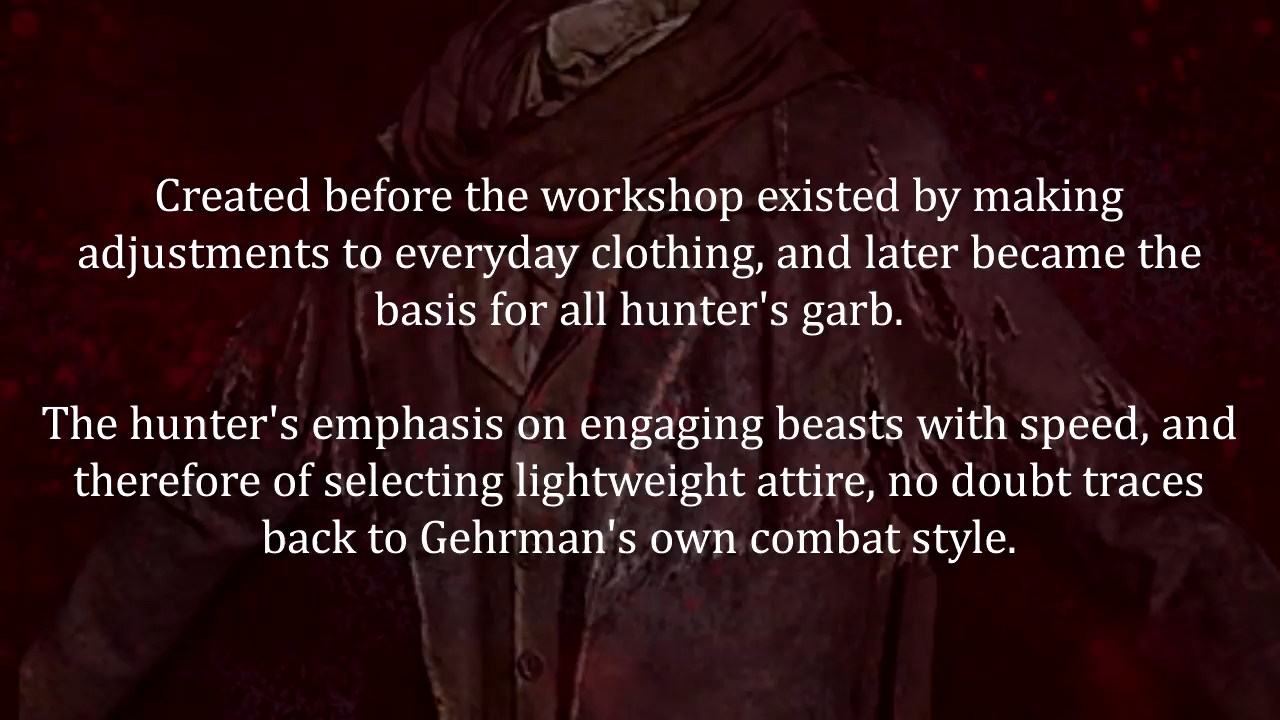 Created before the workshop existed by making
adjustments to everyday clothing, and later became the
basis for all hunter's garb.
The hunter's emphasis on engaging beasts with speed, and
therefore of selecting lightweight attire, no doubt traces
back to Gehrman's own combat style.